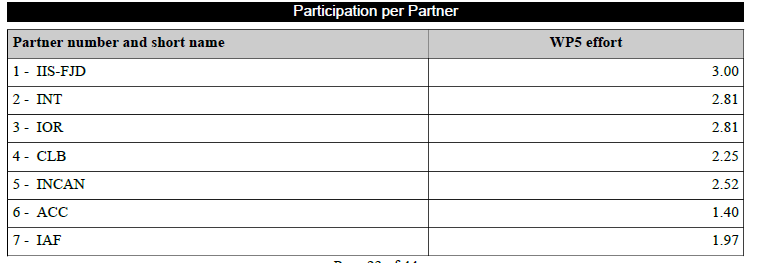 Participation per Partner
Partner number and short name WP5 effort
1 - IIS-FJD 3.00
2 - INT 2.81
3 - IOR 2.81
4 - CLB 2.25
5 - INCAN 2.52
6 - ACC 1.40
7 - IAF 1.97